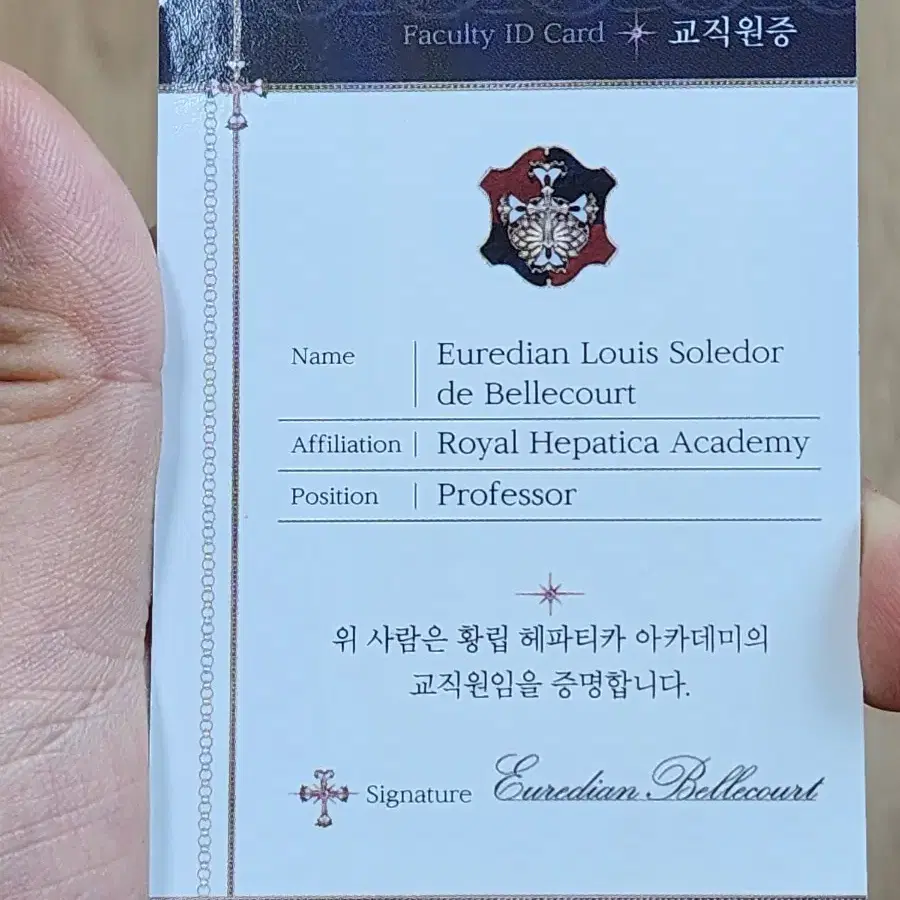 Faculty ID Card 교직원증
Name Euredian Louis Soledor
de Bellecourt
Affiliation Royal Hepatica Academy
Position Professor
위 사람은 황립 헤파티카 아카데미의
교직원임을 증명합니다.
Signature Euredian Bellecourt